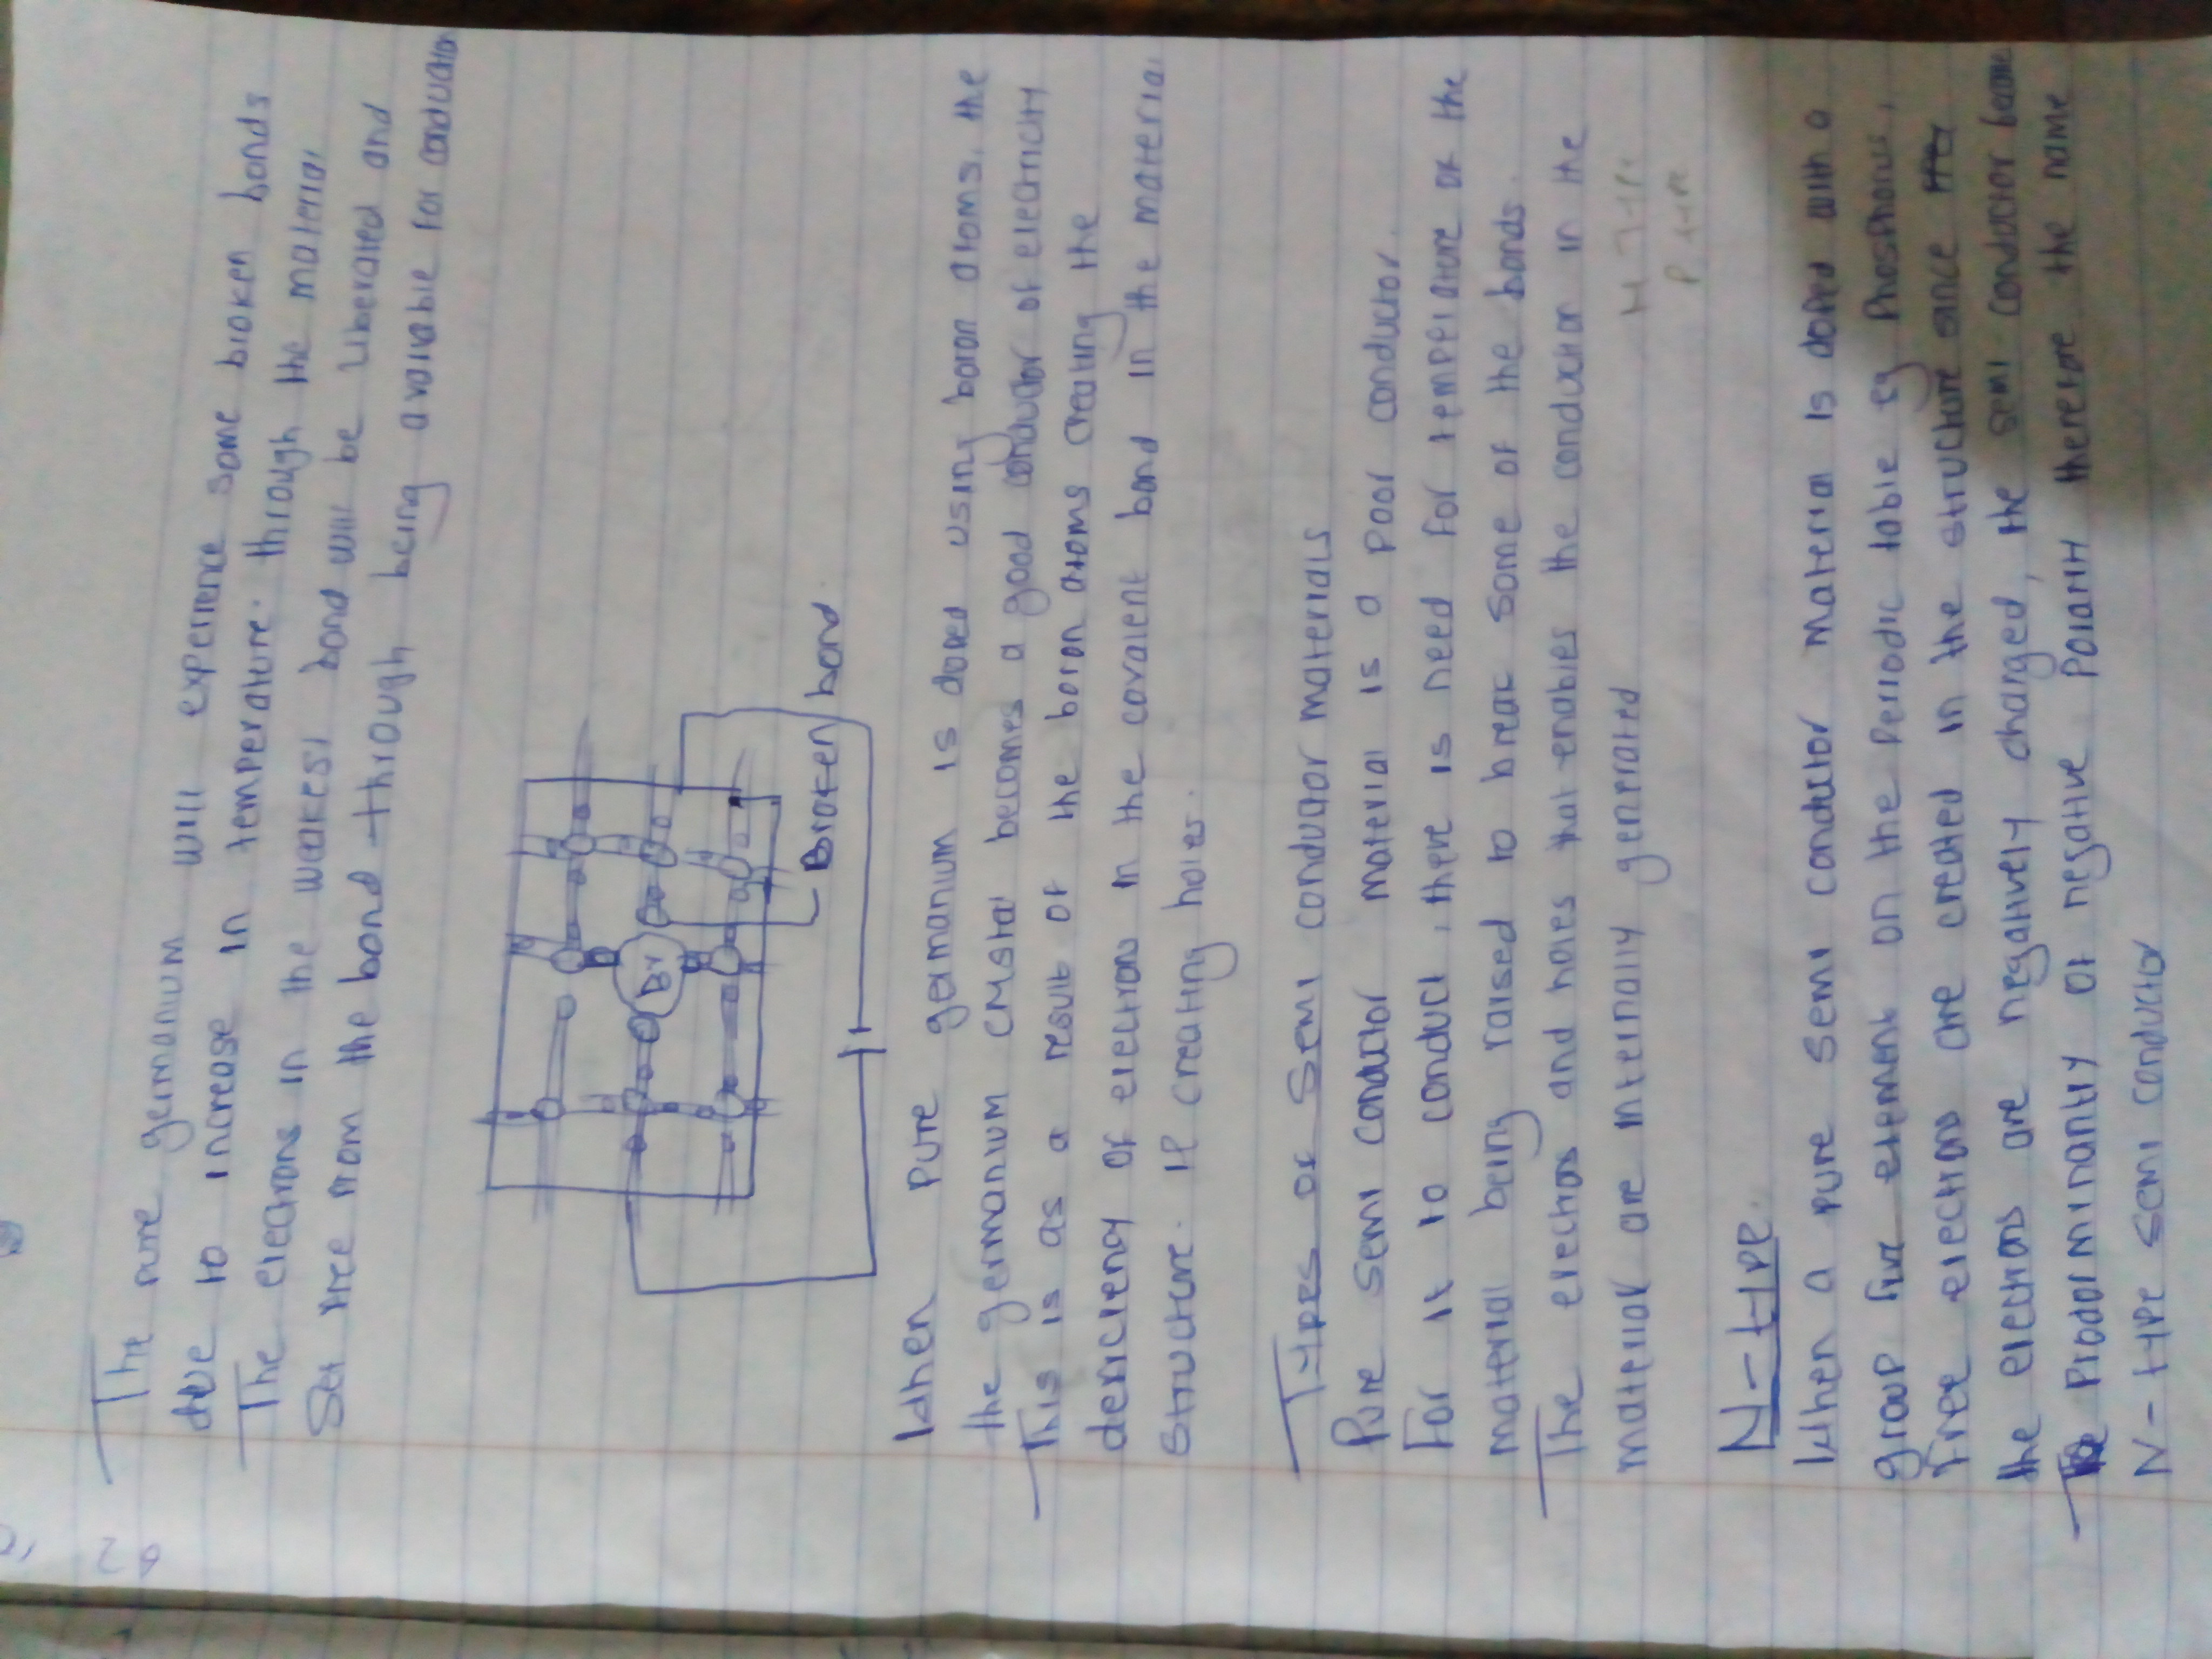 The pure germanium will experience some broken bonds
due to increase in temperature. through the material
The electrons in the weakest bond will be liberated and
Set free from the bond through being available for conduction
Br
Broken bond
When pure germanium is doped using boron atoms. the
the germanium crystal becomes a good conductor of electricity
This is as a result of the boron atoms creating the
deficiency of electrons in the covalent bond in the material
structure. Ie creating holes.
Types of Semi conductor materials
Pure semi conductor material is a poor conductor.
For it to conduct, there is need for temperature of the
material being raised to break some of the bonds.
The electrons and holes that enables the conductor in the
material are internally generated
N Type
P type
N-type.
When a pure semi conductor material is doped with a
group five element on the Periodic table eg Phosphorus,
Free electrons are created in the structure since
the electrons are negatively charged, the semi conductor become
Prodorminantly of negative Polarity therefore the name
N-type semi conductor